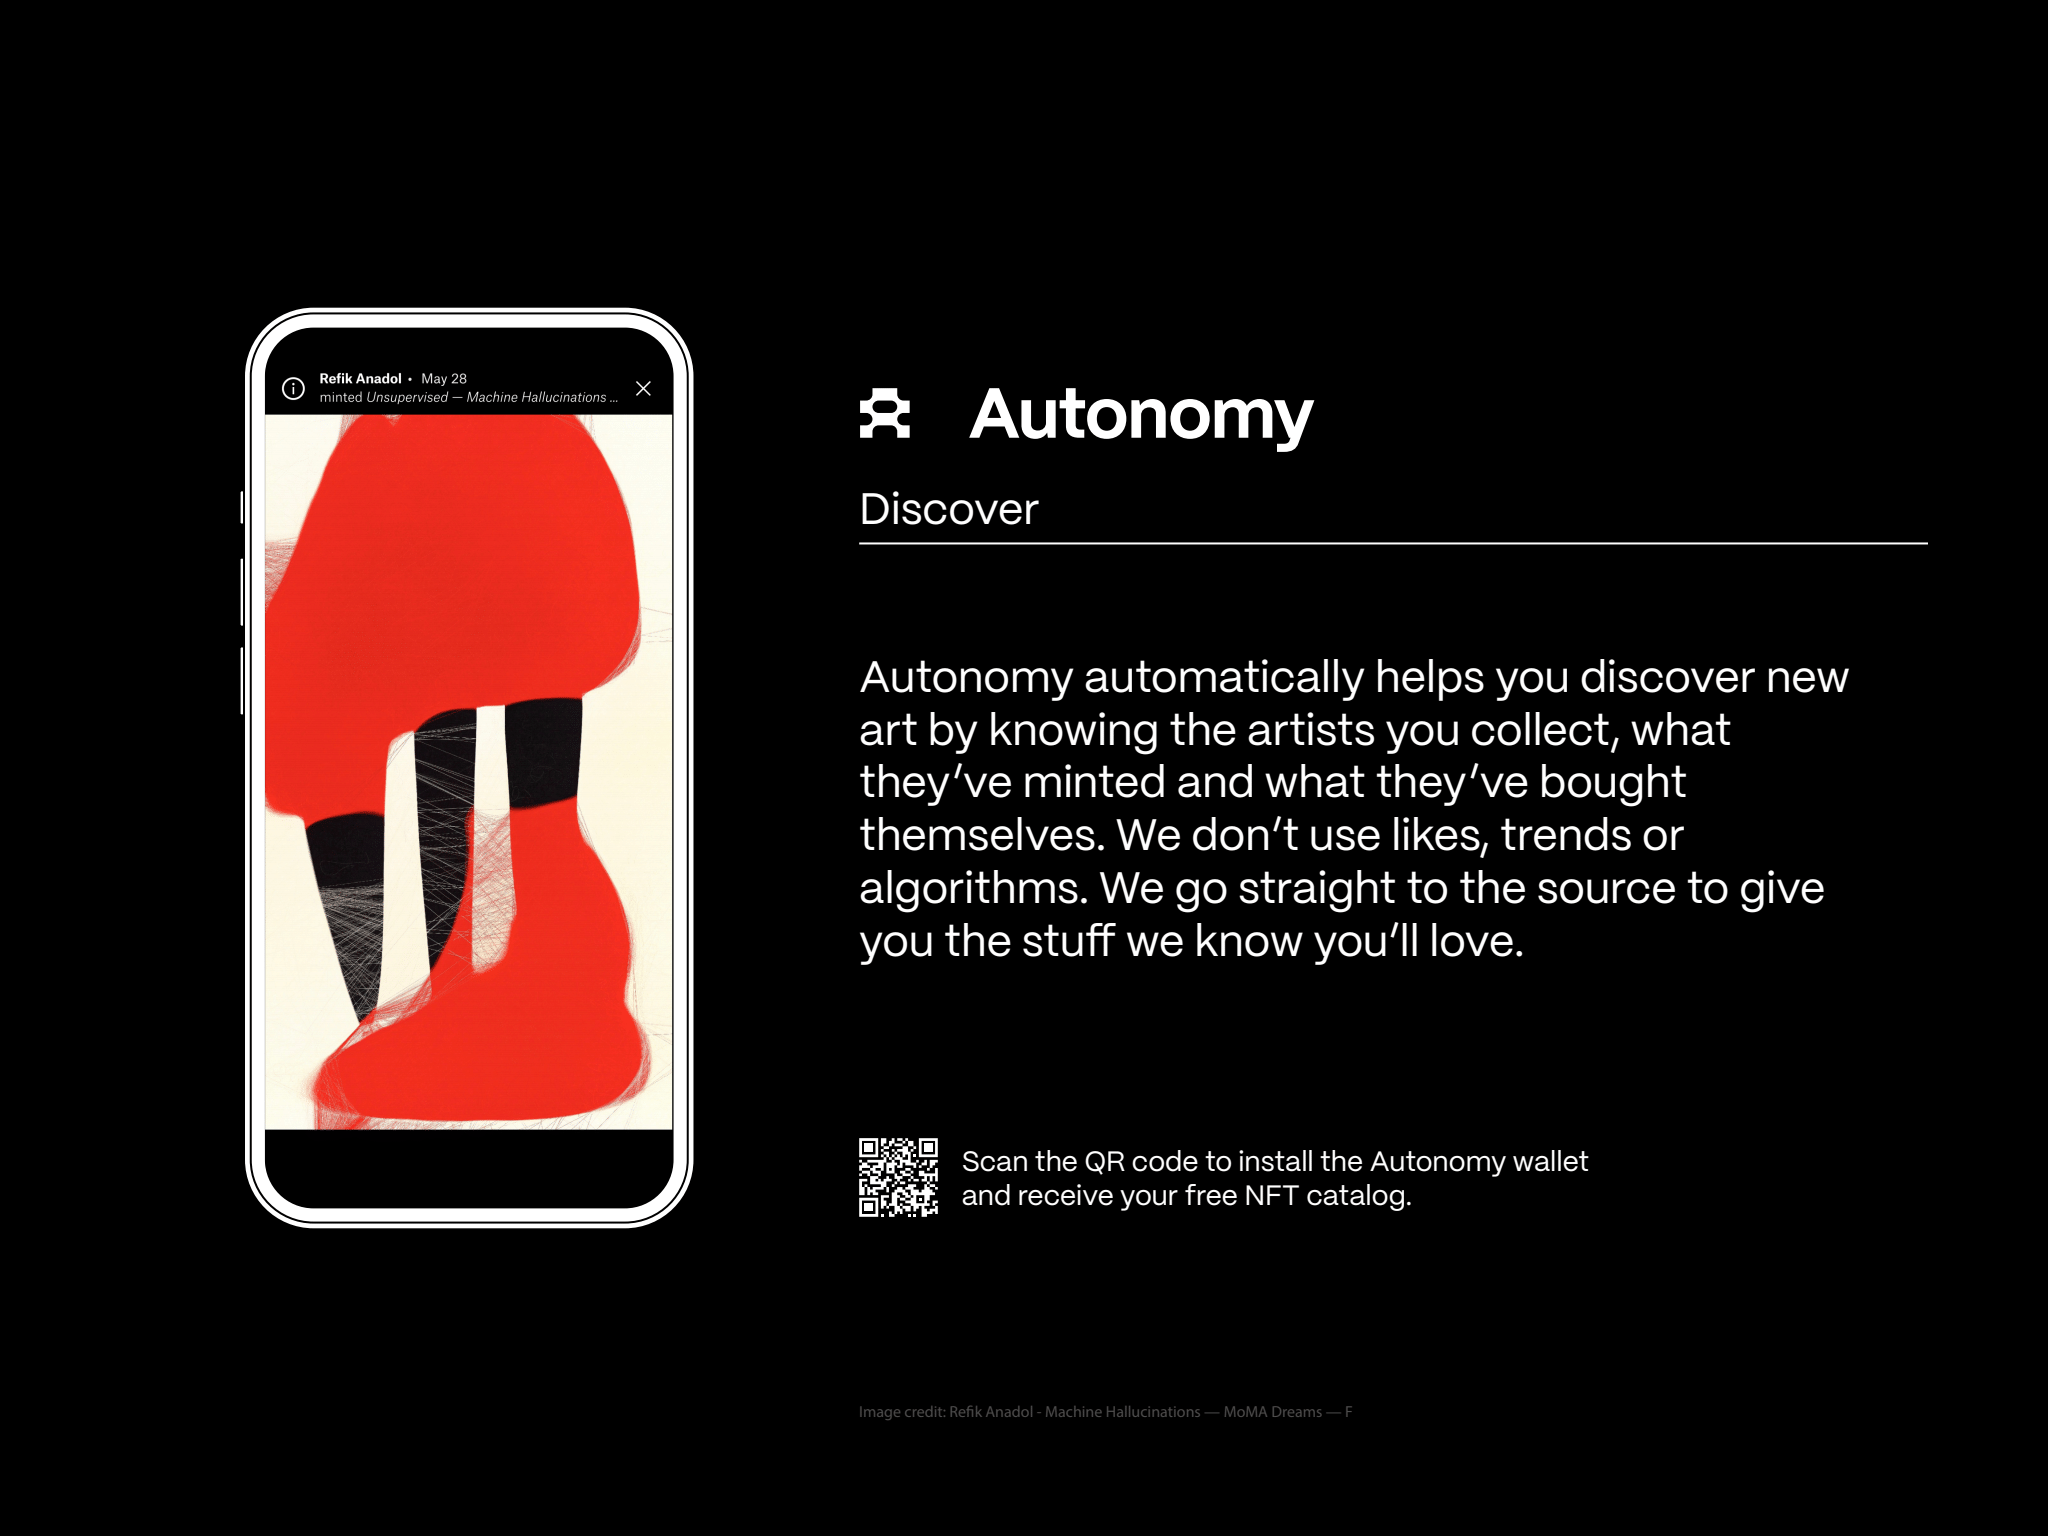 Refik Anadol • May 28
minted Unsupervised — Machine Hallucinations ...
Autonomy
Discover
Autonomy automatically helps you discover new
art by knowing the artists you collect, what
they’ve minted and what they’ve bought
themselves. We don’t use likes, trends or
algorithms. We go straight to the source to give
you the stuff we know you’ll love.
Scan the QR code to install the Autonomy wallet
and receive your free NFT catalog.
Image credit: Refik Anadol - Machine Hallucinations — MoMA Dreams — F